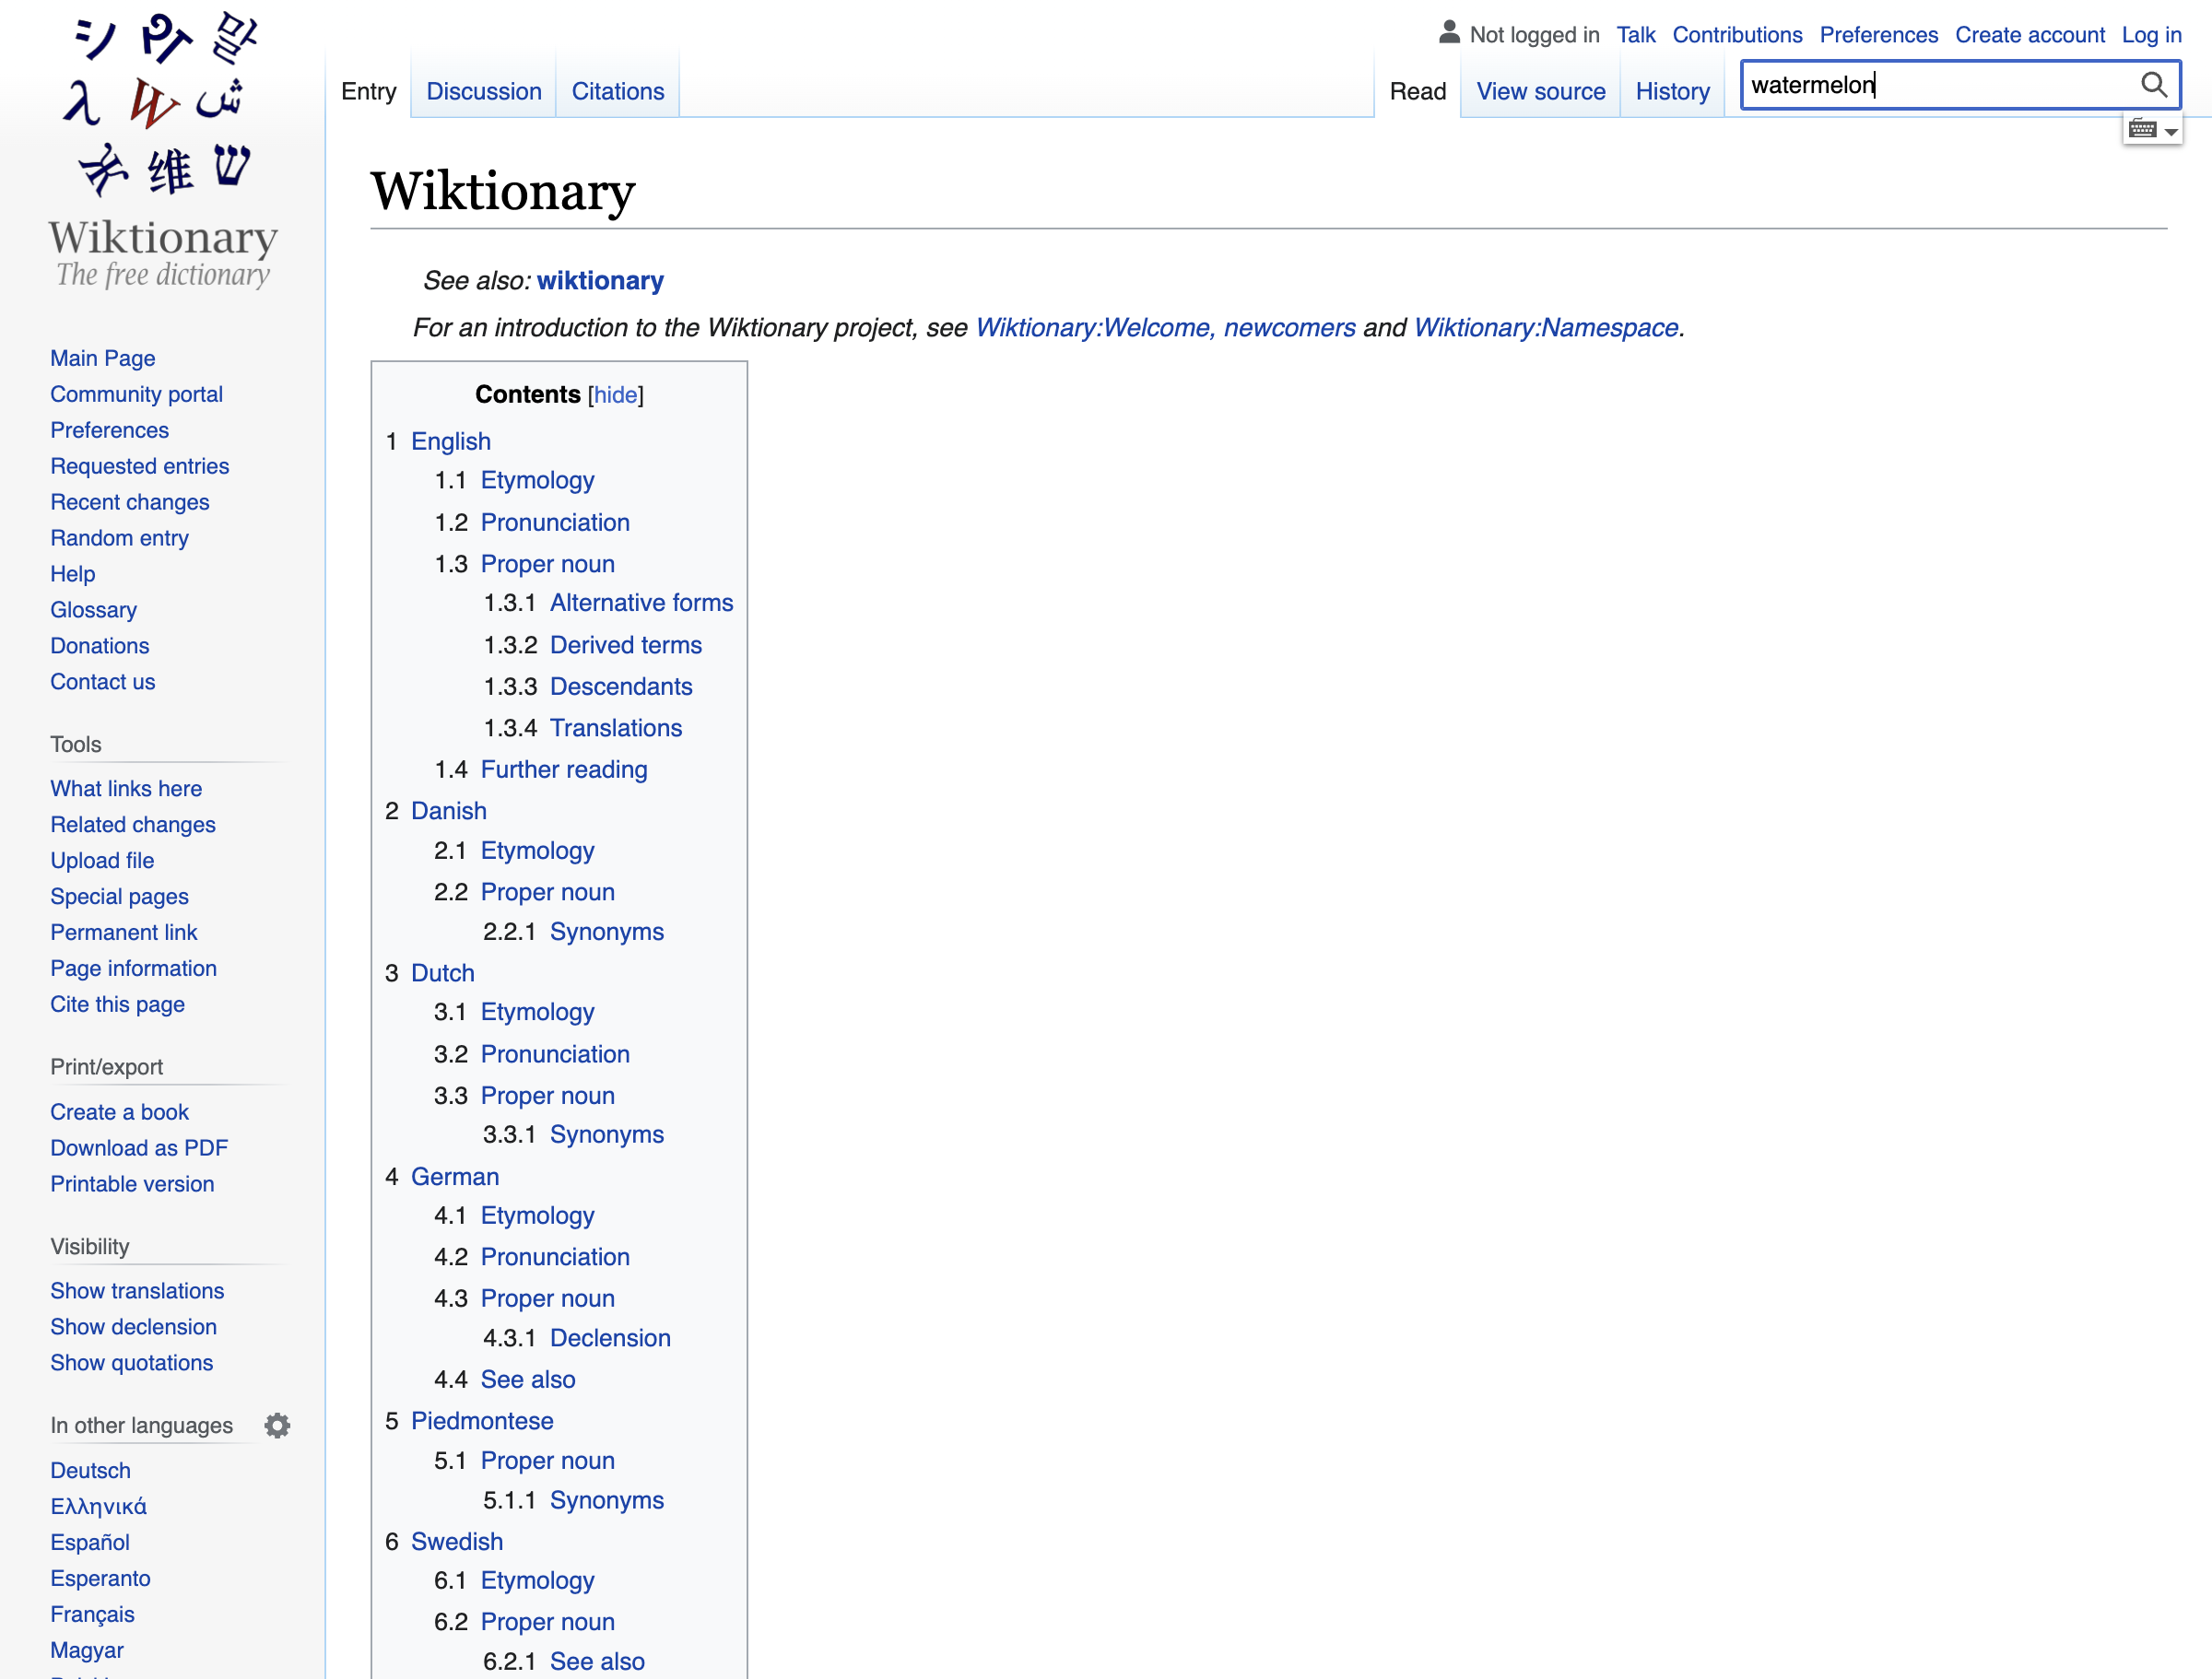 Wiktionary
The free dictionary
Main Page
Community portal
Preferences
Requested entries
Recent changes
Random entry
Help
Glossary
Donations
Contact us
Tools
What links here
Related changes
Upload file
Special pages
Permanent link
Page information
Cite this page
Print/export
Create a book
Download as PDF
Printable version
Visibility
Show translations
Show declension
Show quotations
In other languages
Deutsch
Ελληνικά
Español
Esperanto
Français
Magyar
Not logged in Talk Contributions Preferences Create account Log in
Entry Discussion Citations Read View source History watermelon
Wiktionary
See also: wiktionary
For an introduction to the Wiktionary project, see Wiktionary:Welcome, newcomers and Wiktionary:Namespace.
Contents [hide]
1 English
1.1 Etymology
1.2 Pronunciation
1.3 Proper noun
1.3.1 Alternative forms
1.3.2 Derived terms
1.3.3 Descendants
1.3.4 Translations
1.4 Further reading
2 Danish
2.1 Etymology
2.2 Proper noun
2.2.1 Synonyms
3 Dutch
3.1 Etymology
3.2 Pronunciation
3.3 Proper noun
3.3.1 Synonyms
4 German
4.1 Etymology
4.2 Pronunciation
4.3 Proper noun
4.3.1 Declension
4.4 See also
5 Piedmontese
5.1 Proper noun
5.1.1 Synonyms
6 Swedish
6.1 Etymology
6.2 Proper noun
6.2.1 See also